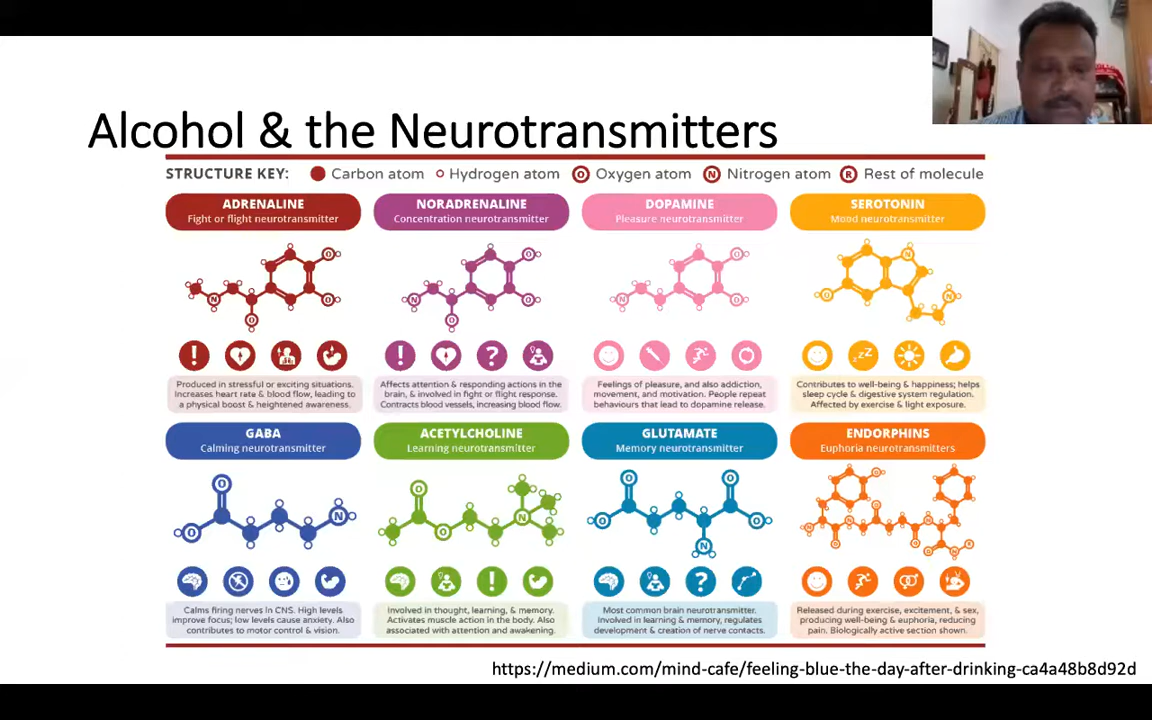 Alcohol & the Neurotransmitters
STRUCTURE KEY: Carbon atom Hydrogen atom O Oxygen atom N Nitrogen atom R Rest of molecule
ADRENALINE
Fight or flight neurotransmitter
NORADRENALINE
Concentration neurotransmitter
DOPAMINE
Pleasure neurotransmitter
SEROTONIN
Mood neurotransmitter
Produced in stressful or exciting situations.
Increases heart rate & blood flow, leading to
a physical boost & heightened awareness.
Affects attention & responding actions in the
brain, & involved in fight or flight response.
Contracts blood vessels, increasing blood flow.
Feelings of pleasure, and also addiction,
movement, and motivation. People repeat
behaviours that lead to dopamine release.
Contributes to well-being & happiness; helps
sleep cycle & digestive system regulation.
Affected by exercise & light exposure.
GABA
Calming neurotransmitter
ACETYLCHOLINE
Learning neurotransmitter
GLUTAMATE
Memory neurotransmitter
ENDORPHINS
Euphoria neurotransmitters
Calms firing nerves in CNS. High levels
improve focus; low levels cause anxiety. Also
contributes to motor control & vision.
Involved in thought, learning, & memory.
Activates muscle action in the body. Also
associated with attention and awakening.
Most common brain neurotransmitter.
Involved in learning & memory, regulates
development & creation of nerve contacts.
Released during exercise, excitement, & sex,
producing well-being & euphoria, reducing
pain. Biologically active section shown.
https://medium.com/mind-cafe/feeling-blue-the-day-after-drinking-ca4a48b8d92d